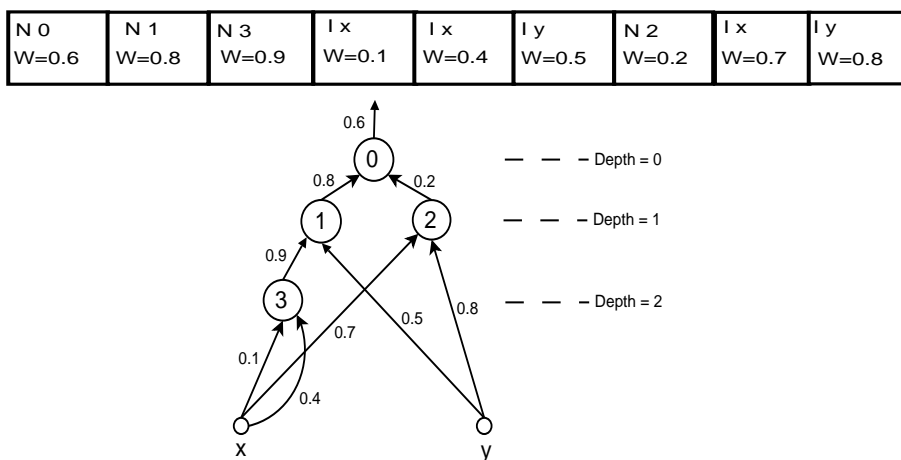 N 0 N 1 N 3 I x I x I y N 2 I x I y
W=0.6 W=0.8 W=0.9 W=0.1 W=0.4 W=0.5 W=0.2 W=0.7 W=0.8
0.6
0 Depth = 0
0.8 0.2
1 2 Depth = 1
0.9
3 Depth = 2
0.8
0.5
0.7
0.1
0.4
x y